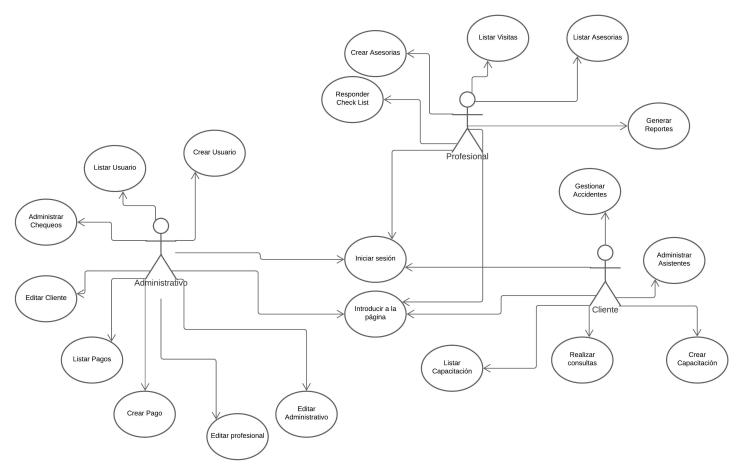 Listar Visitas
Listar Asesorias
Crear Asesorias
Responder
Check List
Generar
Reportes
Profesional
Crear Usuario
Listar Usuario
Gestionar
Accidentes
Administrar
Chequeos
Iniciar sesión
Administrar
Asistentes
Administrativo
Editar Cliente
Introducir a la
página
Cliente
Listar Pagos
Listar
Capacitación
Realizar
consultas
Crear
Capacitación
Crear Pago
Editar
Administrativo
Editar profesional